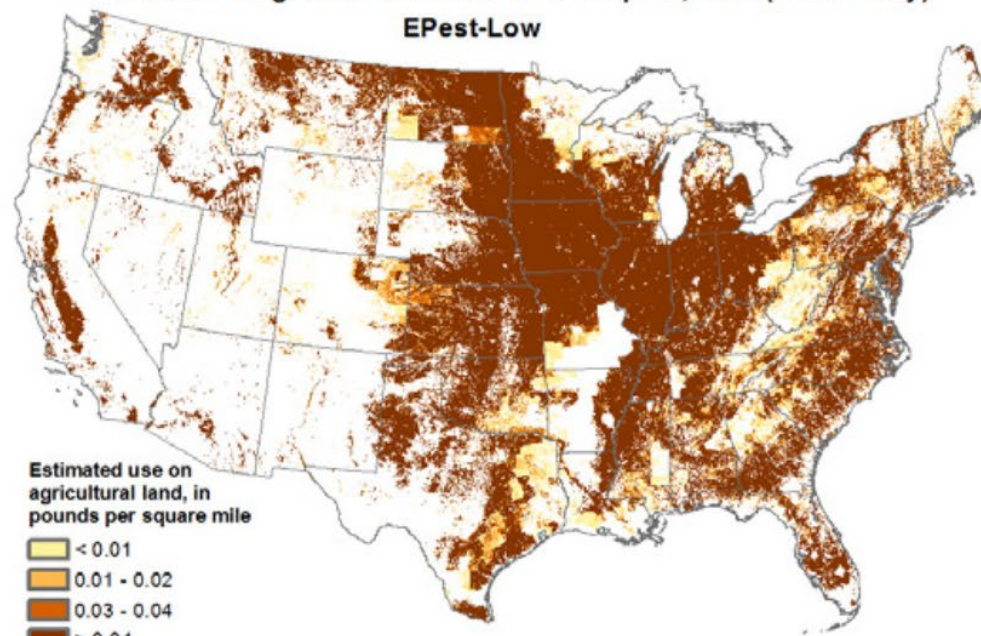 EPest-Low
Estimated use on
agricultural land, in
pounds per square mile
< 0.01
0.01 - 0.02
0.03 - 0.04